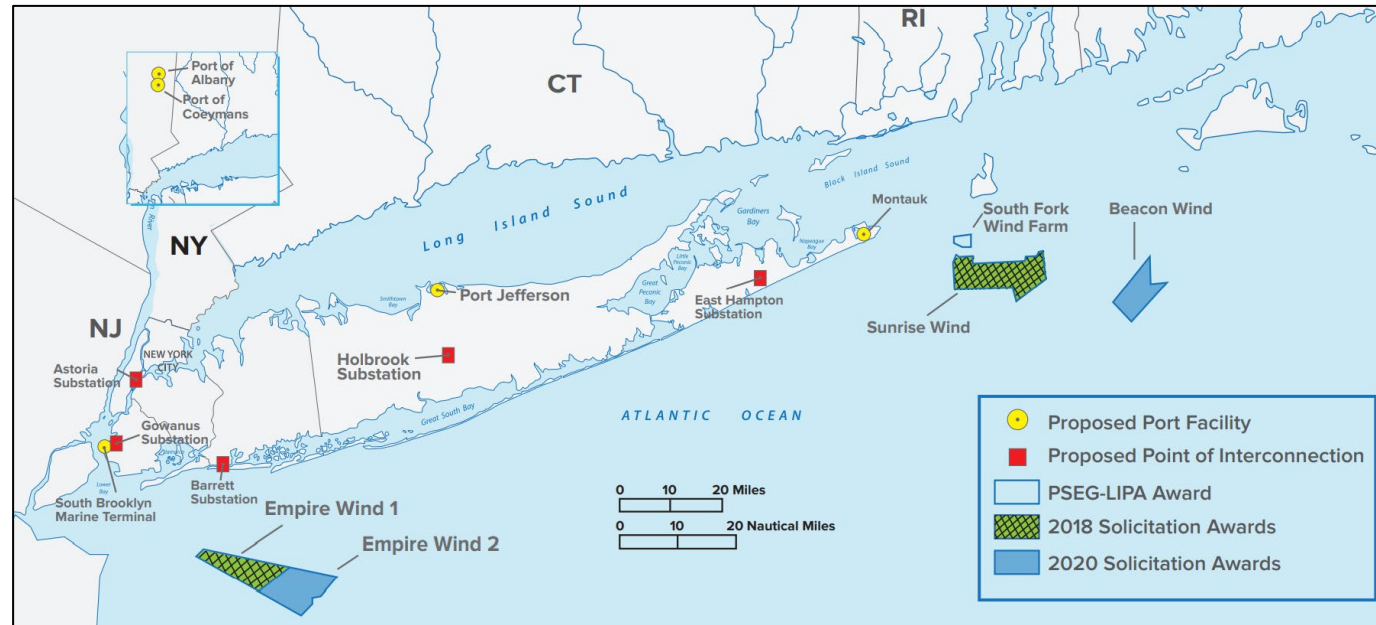 RI
Port of
Albany
Port of
Coeymans
CT
Block Island Sound
Long Island Sound
Gardiners
Bay
Montauk
South Fork
Wind Farm
Beacon Wind
NY
River
Napeague
Bay
Little
Peconic
Bay
Great
Peconic
Bay
Smithtown
Bay
Port Jefferson
East Hampton
Substation
Sunrise Wind
NJ
NEW YORK
CITY
Astoria
Substation
Holbrook
Substation
Great South Bay
ATLANTIC OCEAN
Gowanus
Substation
Lower
Bay
South Brooklyn
Marine Terminal
Barrett
Substation
Empire Wind 1
Empire Wind 2
0 10 20 Miles
0 10 20 Nautical Miles
Proposed Port Facility
Proposed Point of Interconnection
PSEG-LIPA Award
2018 Solicitation Awards
2020 Solicitation Awards